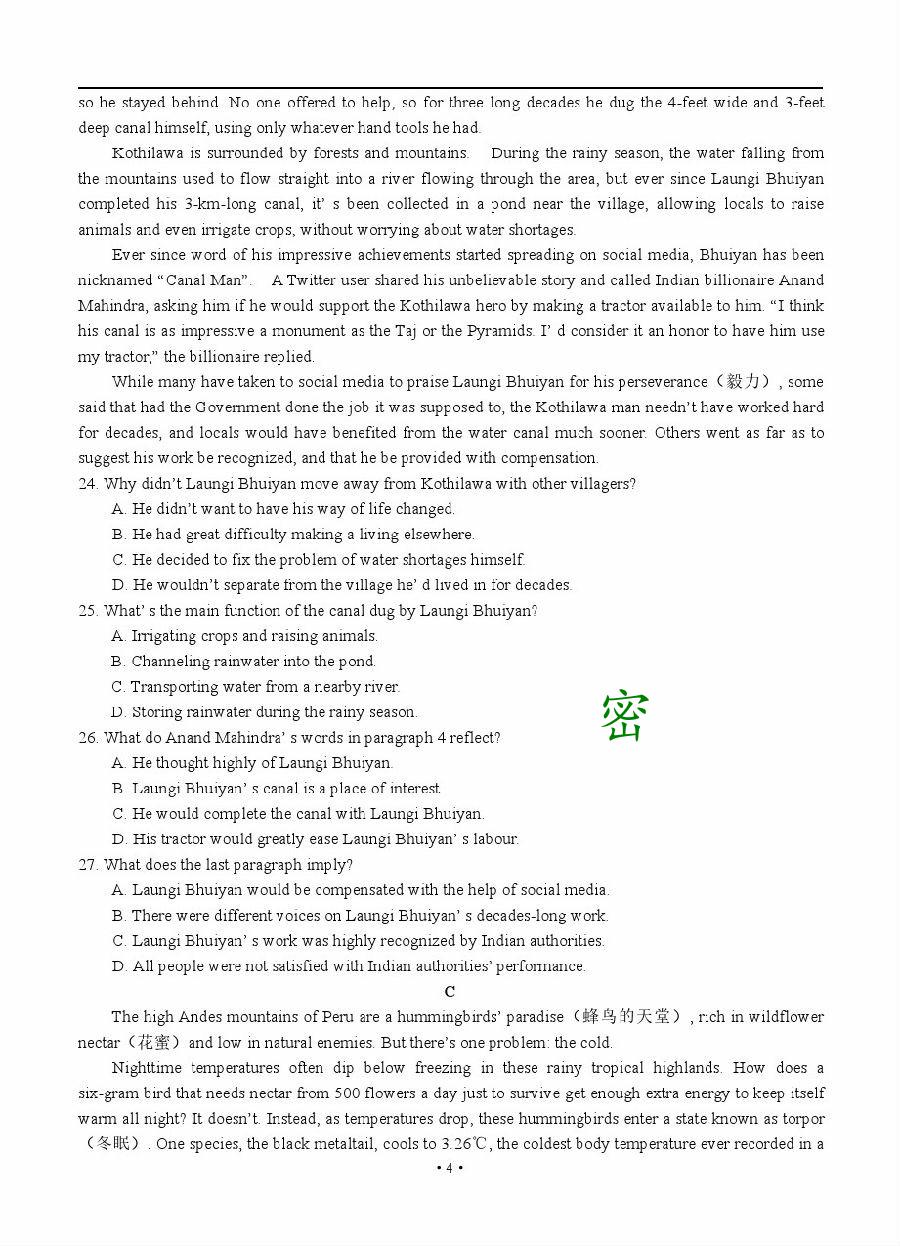 so he stayed behind. No one offered to help, so for three long decades he dug the 4-feet wide and 3-feet
deep canal himself, using only whatever hand tools he had.
Kothilawa is surrounded by forests and mountains. During the rainy season, the water falling from
the mountains used to flow straight into a river flowing through the area, but ever since Laungi Bhuiyan
completed his 3-km-long canal, it' s been collected in a pond near the village, allowing locals to raise
animals and even irrigate crops, without worrying about water shortages.
Ever since word of his impressive achievements started spreading on social media, Bhuiyan has been
nicknamed “Canal Man”. A Twitter user shared his unbelievable story and called Indian billionaire Anand
Mahindra, asking him if he would support the Kothilawa hero by making a tractor available to him. “I think
his canal is as impressive a monument as the Taj or the Pyramids. I’ d consider it an honor to have him use
my tractor,” the billionaire replied.
While many have taken to social media to praise Laungi Bhuiyan for his perseverance（毅力）, some
said that had the Government done the job it was supposed to, the Kothilawa man needn’t have worked hard
for decades, and locals would have benefited from the water canal much sooner. Others went as far as to
suggest his work be recognized, and that he be provided with compensation.
24. Why didn’t Laungi Bhuiyan move away from Kothilawa with other villagers?
A. He didn’t want to have his way of life changed.
B. He had great difficulty making a living elsewhere.
C. He decided to fix the problem of water shortages himself.
D. He wouldn’t separate from the village he’ d lived in for decades.
25. What’ s the main function of the canal dug by Laungi Bhuiyan?
A. Irrigating crops and raising animals.
B. Channeling rainwater into the pond.
C. Transporting water from a nearby river.
D. Storing rainwater during the rainy season.
密
26. What do Anand Mahindra’ s words in paragraph 4 reflect?
A. He thought highly of Laungi Bhuiyan.
B. Laungi Bhuiyan’ s canal is a place of interest.
C. He would complete the canal with Laungi Bhuiyan.
D. His tractor would greatly ease Laungi Bhuiyan’ s labour.
27. What does the last paragraph imply?
A. Laungi Bhuiyan would be compensated with the help of social media.
B. There were different voices on Laungi Bhuiyan’ s decades-long work.
C. Laungi Bhuiyan’ s work was highly recognized by Indian authorities.
D. All people were not satisfied with Indian authorities’ performance.
C
The high Andes mountains of Peru are a hummingbirds’ paradise（蜂鸟的天堂）, rich in wildflower
nectar（花蜜）and low in natural enemies. But there’s one problem: the cold.
Nighttime temperatures often dip below freezing in these rainy tropical highlands. How does a
six-gram bird that needs nectar from 500 flowers a day just to survive get enough extra energy to keep itself
warm all night? It doesn’t. Instead, as temperatures drop, these hummingbirds enter a state known as torpor
（冬眠）. One species, the black metaltail, cools to 3.26℃, the coldest body temperature ever recorded in a
• 4 •